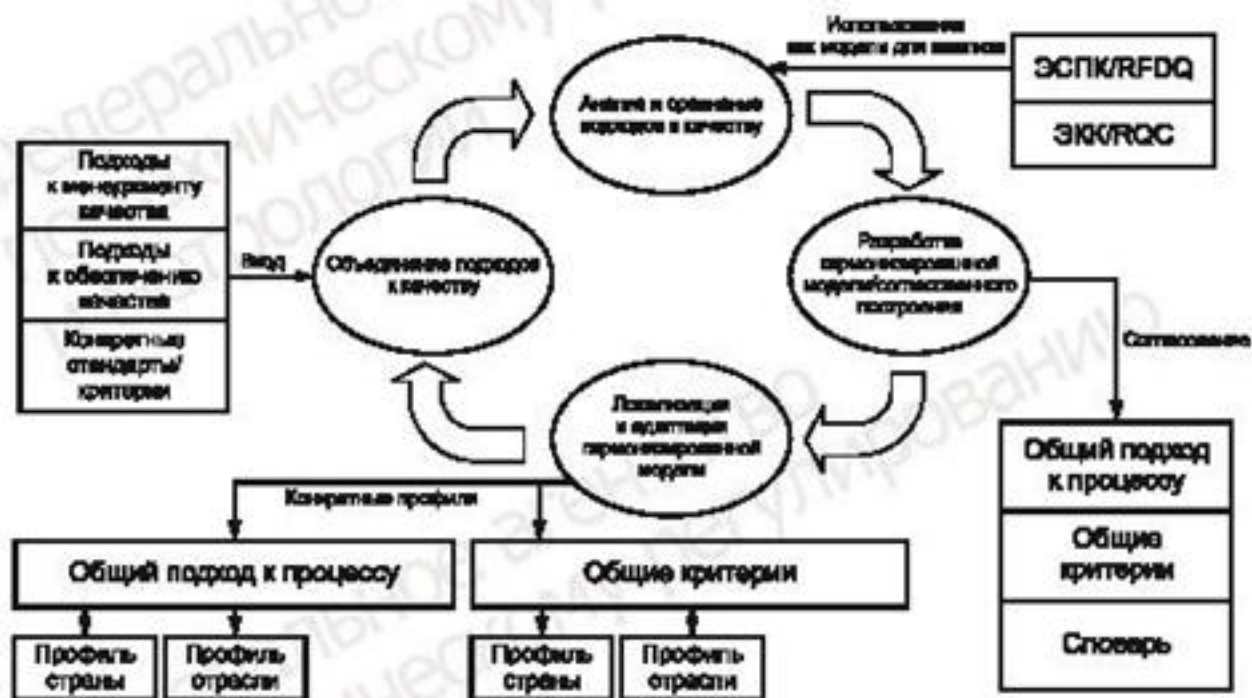 Использование
как модели для анализа
ЭСПК/RFDQ
ЭКК/RQC
Анализ и сравнение
подходов к качеству
Подходы
к менеджменту
качества
Подходы
к обеспечению
качества
Конкретные
стандарты/
критерии
Ввод
Объединение подходов
к качеству
Разработка
гармонизированной
модели/согласованного
построения
Согласование
Локализация
и адаптация
гармонизированной
модели
Конкретные профили
Общий подход
к процессу
Общие
критерии
Словарь
Общий подход к процессу
Общие критерии
Профиль
страны
Профиль
отрасли
Профиль
страны
Профиль
отрасли